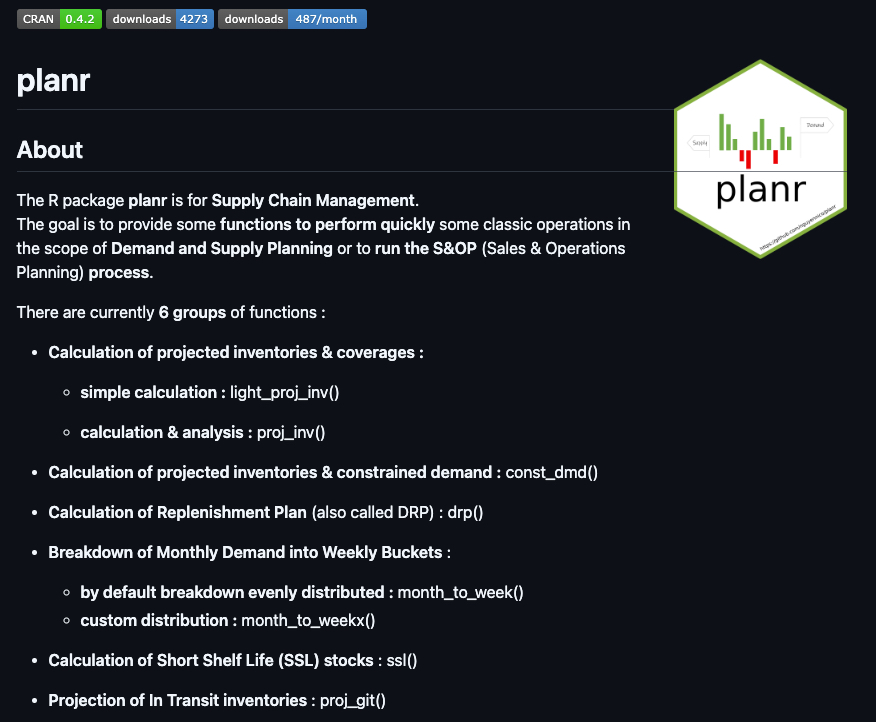 CRAN 0.4.2 downloads 4273 downloads 487/month
planr
About
The R package planr is for Supply Chain Management.
The goal is to provide some functions to perform quickly some classic operations in
the scope of Demand and Supply Planning or to run the S&OP (Sales & Operations
Planning) process.
There are currently 6 groups of functions :
• Calculation of projected inventories & coverages :
◦ simple calculation : light_proj_inv()
◦ calculation & analysis : proj_inv()
• Calculation of projected inventories & constrained demand : const_dmd()
• Calculation of Replenishment Plan (also called DRP) : drp()
• Breakdown of Monthly Demand into Weekly Buckets :
◦ by default breakdown evenly distributed : month_to_week()
◦ custom distribution : month_to_weekx()
• Calculation of Short Shelf Life (SSL) stocks : ssl()
• Projection of In Transit inventories : proj_git()
Supply
Demand
planr